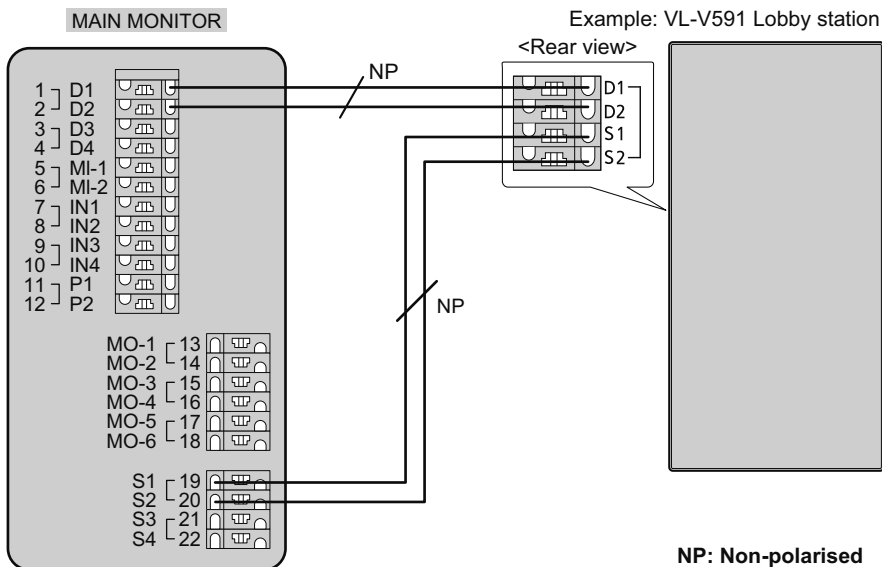 MAIN MONITOR
Example: VL-V591 Lobby station
<Rear view>
NP
1 D1
2 D2
3 D3
4 D4
5 MI-1
6 MI-2
7 IN1
8 IN2
9 IN3
10 IN4
11 P1
12 P2
D1
D2
S1
S2
NP
MO-1 13
MO-2 14
MO-3 15
MO-4 16
MO-5 17
MO-6 18
S1 19
S2 20
S3 21
S4 22
NP: Non-polarised